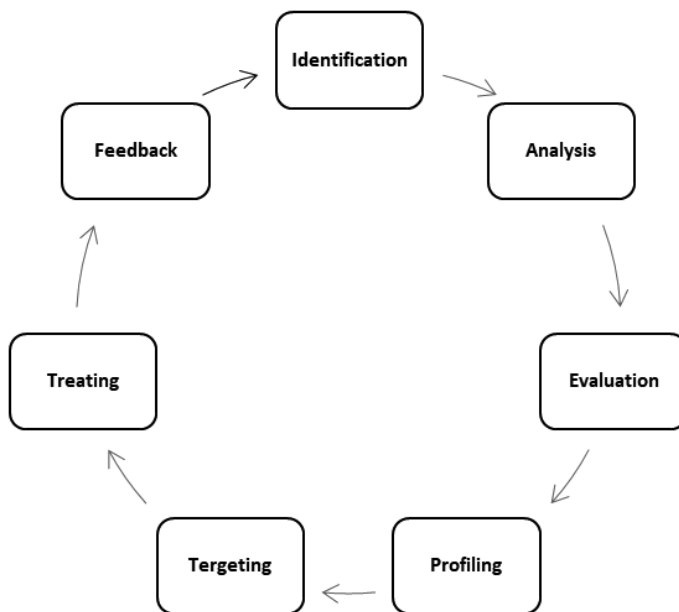 Identification
Analysis
Evaluation
Profiling
Tergeting
Treating
Feedback